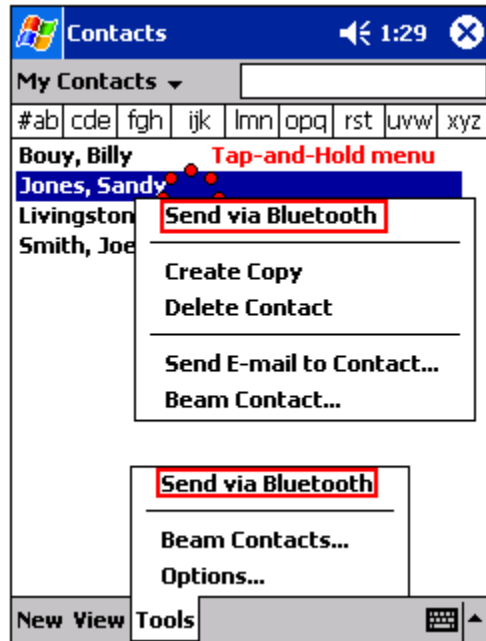 Contacts 1:29
My Contacts
#ab cde fgh ijk lmn opq rst uvw xyz
Bouy, Billy Tap-and-Hold menu
Jones, Sandy
Livingston
Send via Bluetooth
Smith, Joe
Create Copy
Delete Contact
Send E-mail to Contact...
Beam Contact...
Send via Bluetooth
Beam Contacts...
Options...
New View Tools